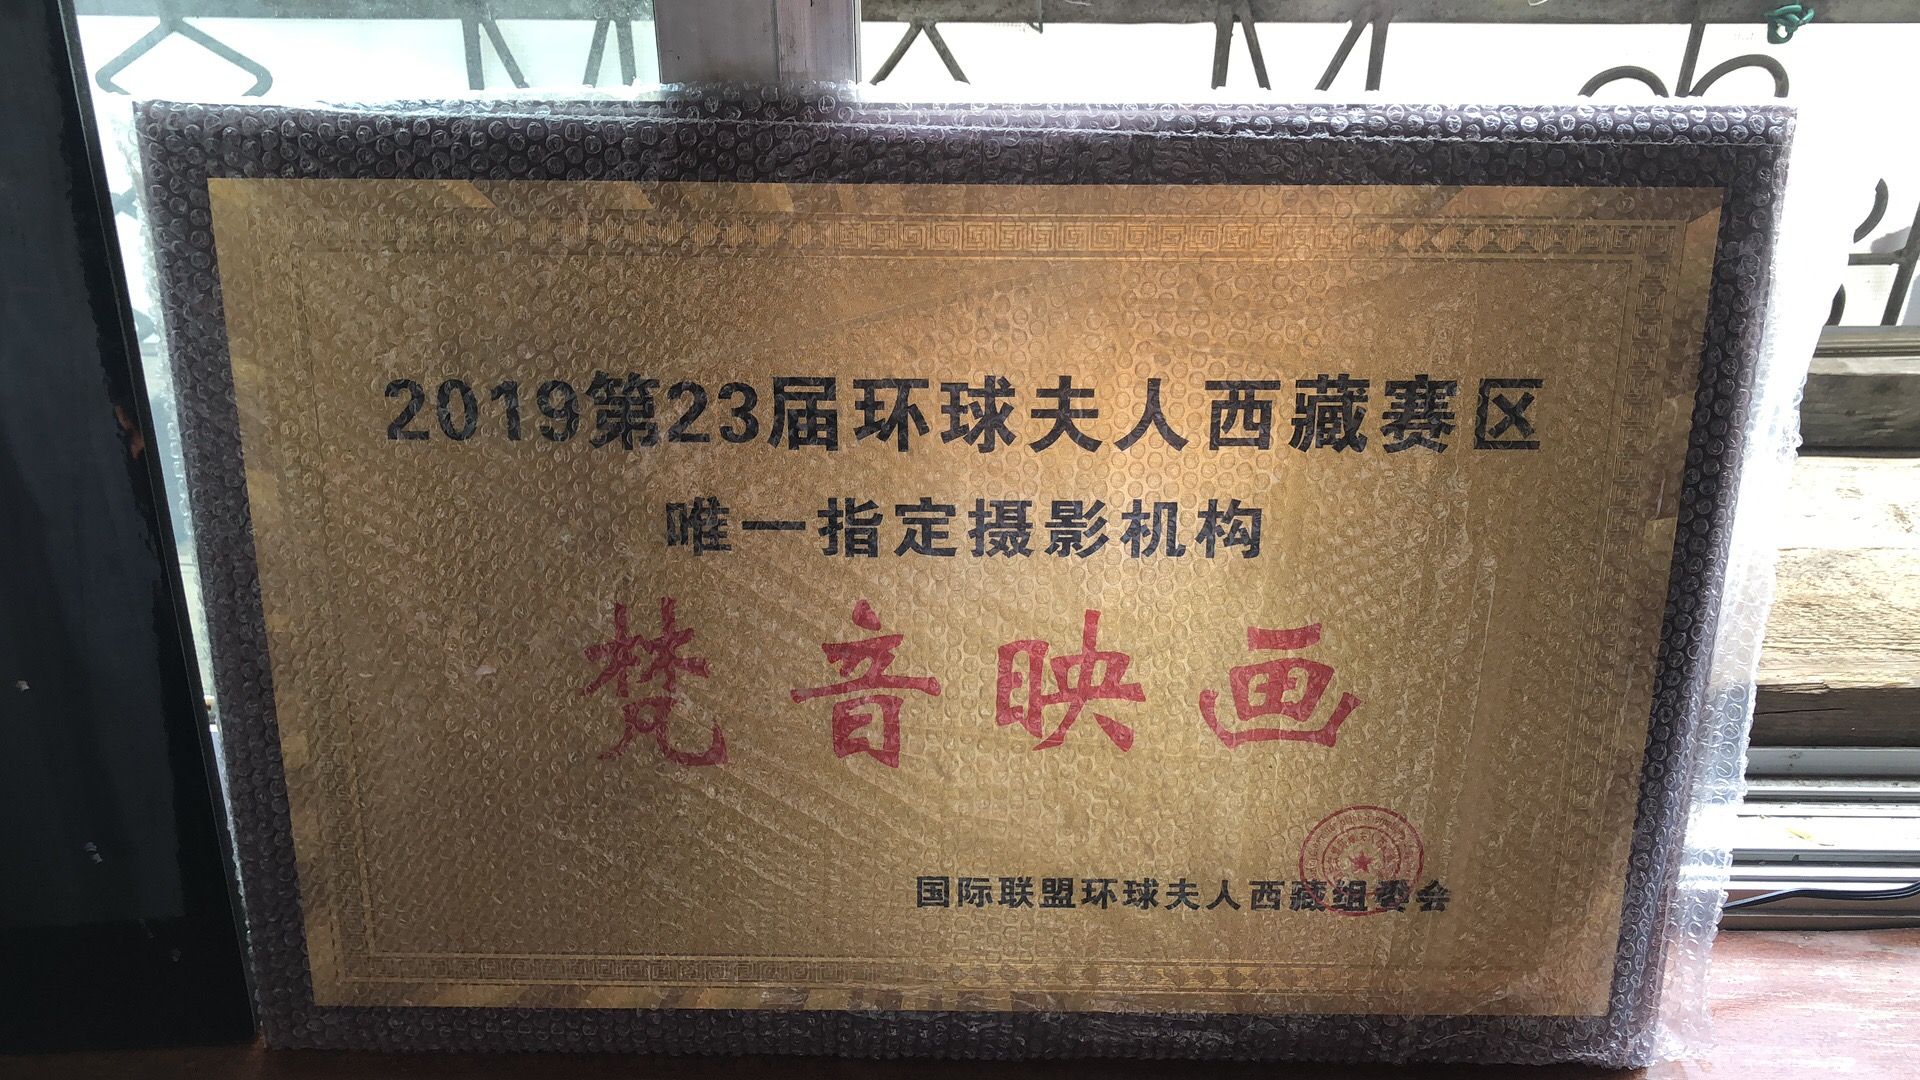 2019第23届环球夫人西藏赛区
唯一指定摄影机构
梵音映画
国际联盟环球夫人西藏组委会